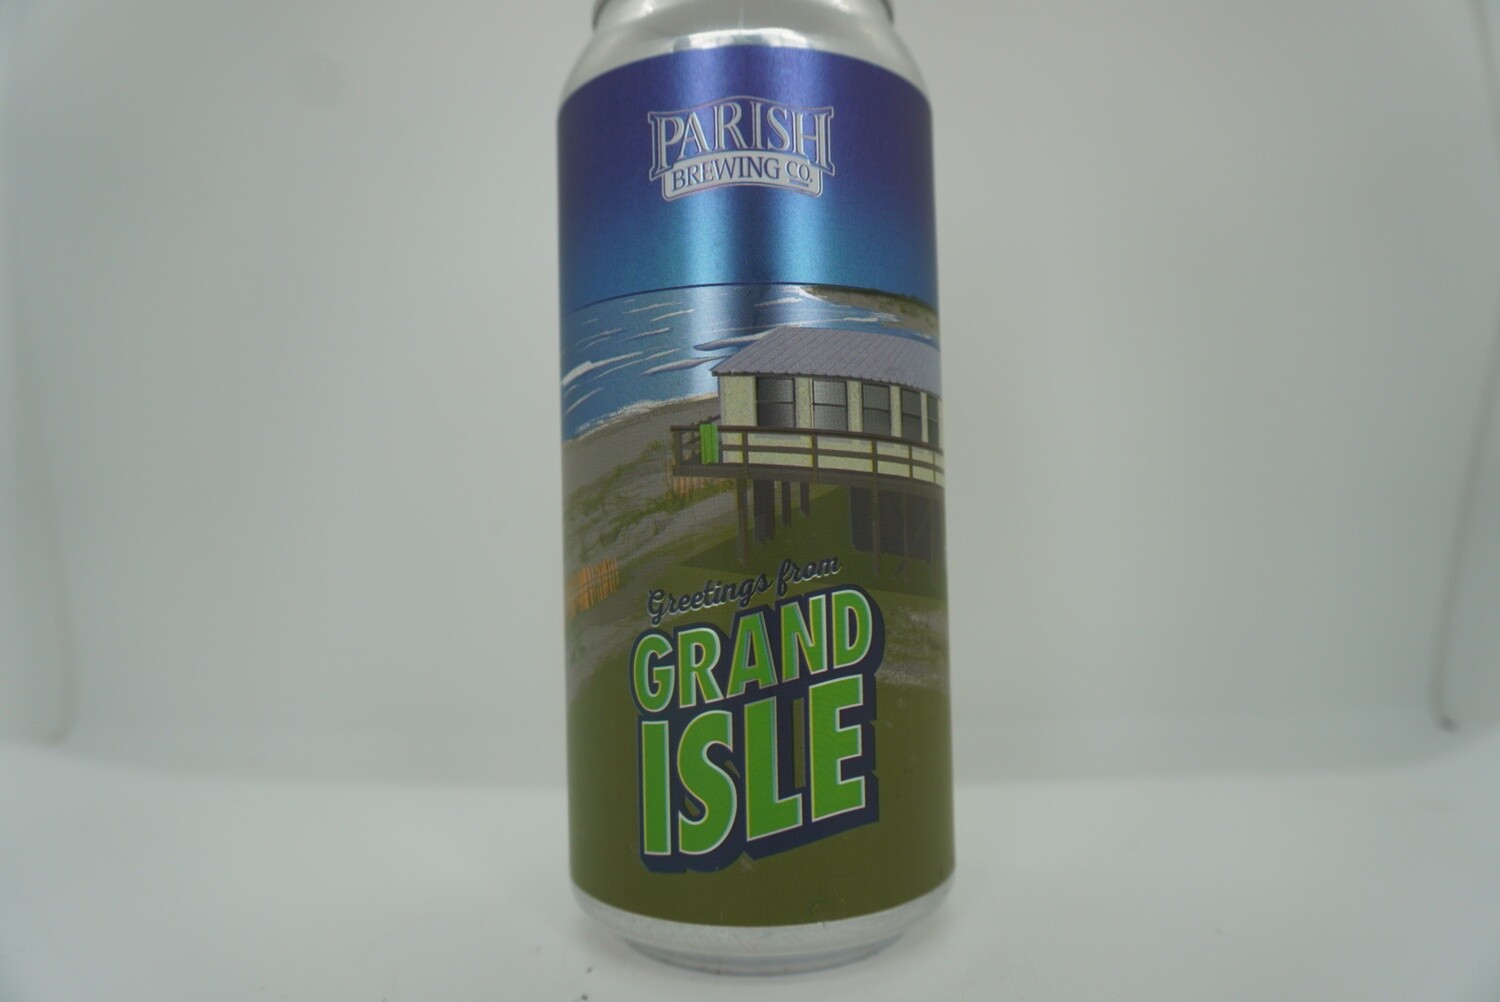 PARISH
BREWING CO.
Greetings from
GRAND
ISLE